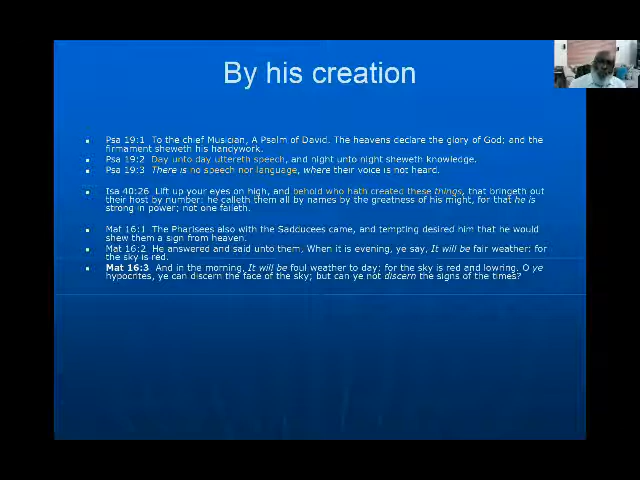 By his creation
Psa 19:1 To the chief Musician, A Psalm of David. The heavens declare the glory of God; and the
firmament sheweth his handywork.
Psa 19:2 Day unto day uttereth speech, and night unto night sheweth knowledge.
Psa 19:3 There is no speech nor language, where their voice is not heard.
Isa 40:26 Lift up your eyes on high, and behold who hath created these things, that bringeth out
their host by number: he calleth them all by names by the greatness of his might, for that he is
strong in power; not one faileth.
Mat 16:1 The Pharisees also with the Sadducees came, and tempting desired him that he would
shew them a sign from heaven.
Mat 16:2 He answered and said unto them, When it is evening, ye say, It will be fair weather: for
the sky is red.
Mat 16:3 And in the morning, It will be foul weather to day: for the sky is red and lowring. O ye
hypocrites, ye can discern the face of the sky; but can ye not discern the signs of the times?